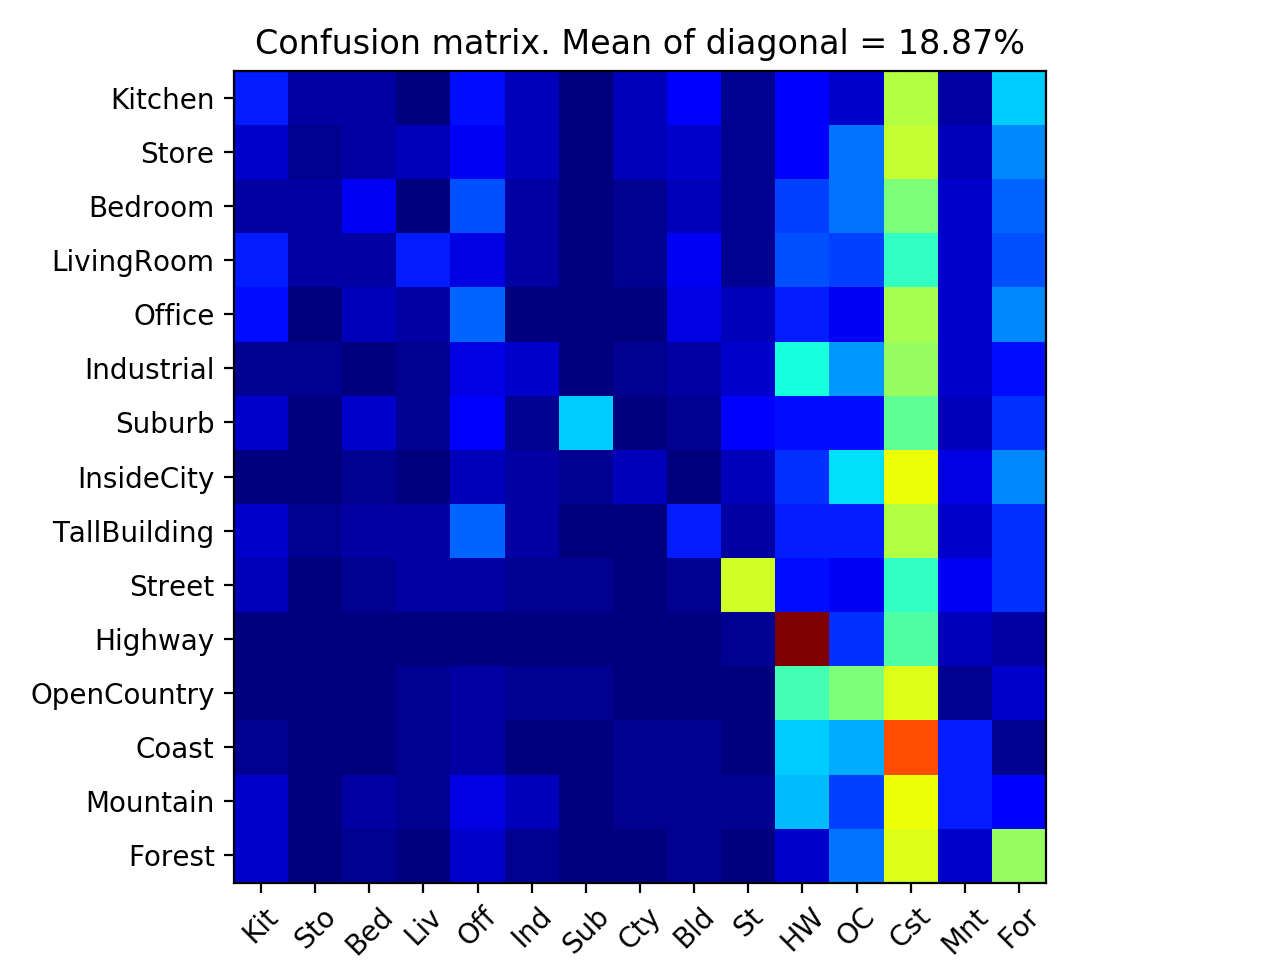 Confusion matrix. Mean of diagonal = 18.87%
Kitchen
Store
Bedroom
LivingRoom
Office
Industrial
Suburb
InsideCity
TallBuilding
Street
Highway
OpenCountry
Coast
Mountain
Forest
Kit Sto Bed Liv Off Ind Sub Cty Bld St HW OC Cst Mnt For